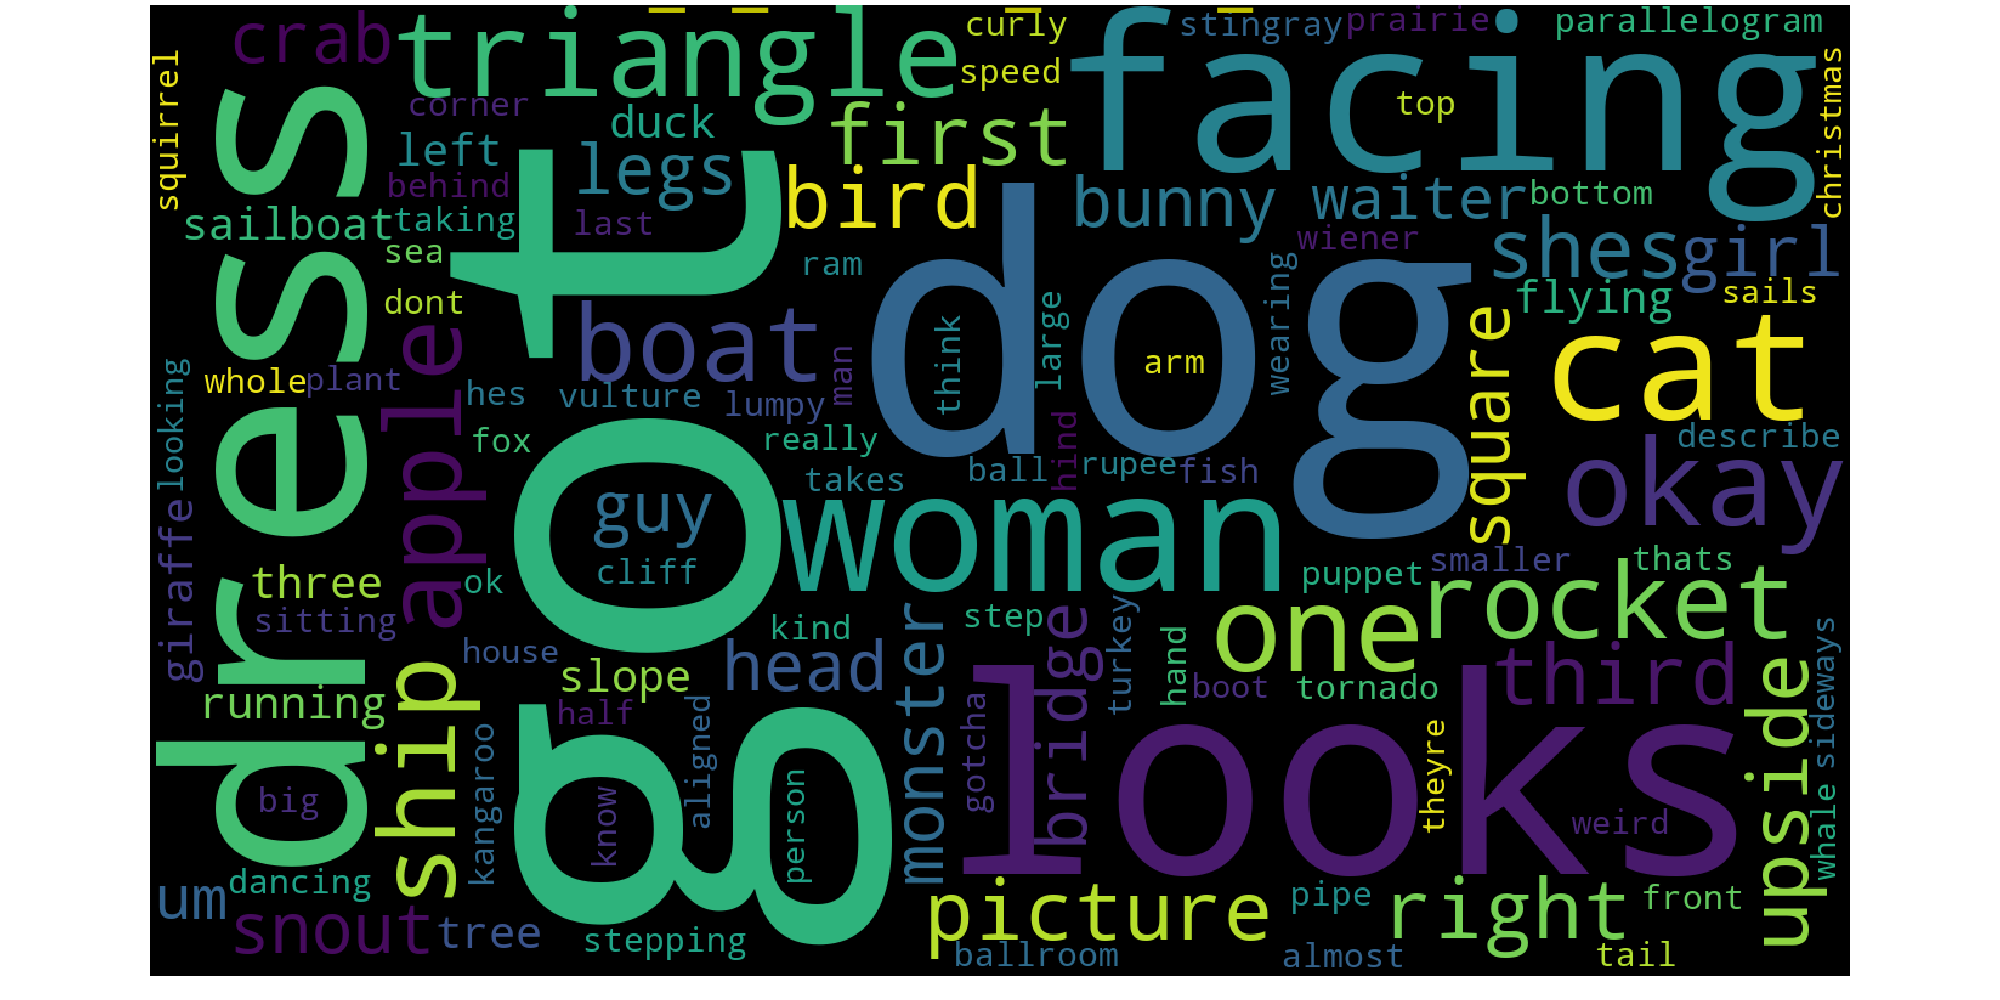 crab
triangle
curly
stingray
prairie
parallelogram
facing
squirrel
dress
corner
speed
top
christmas
duck
first
left
legs
behind
bird
bunny
waiter
bottom
sailboat
taking
last
got
dog
wiener
shes
girl
sea
ram
wearing
flying
sails
dont
boat
think
large
square
cat
apple
man
arm
looking
whole
plant
hes
vulture
lumpy
fox
really
hind
describe
takes
ball
rupee
fish
okay
giraffe
guy
woman
three
ok
cliff
puppet
smaller
thats
rocket
sitting
kind
monster
step
bridge
turkey
one
house
head
hand
third
upside
whale
sideways
running
ship
slope
boot
tornado
half
aligned
gotcha
looks
kangaroo
theyre
big
know
person
weird
um
dancing
snout
tree
stepping
picture
pipe
right
front
ballroom
almost
tail